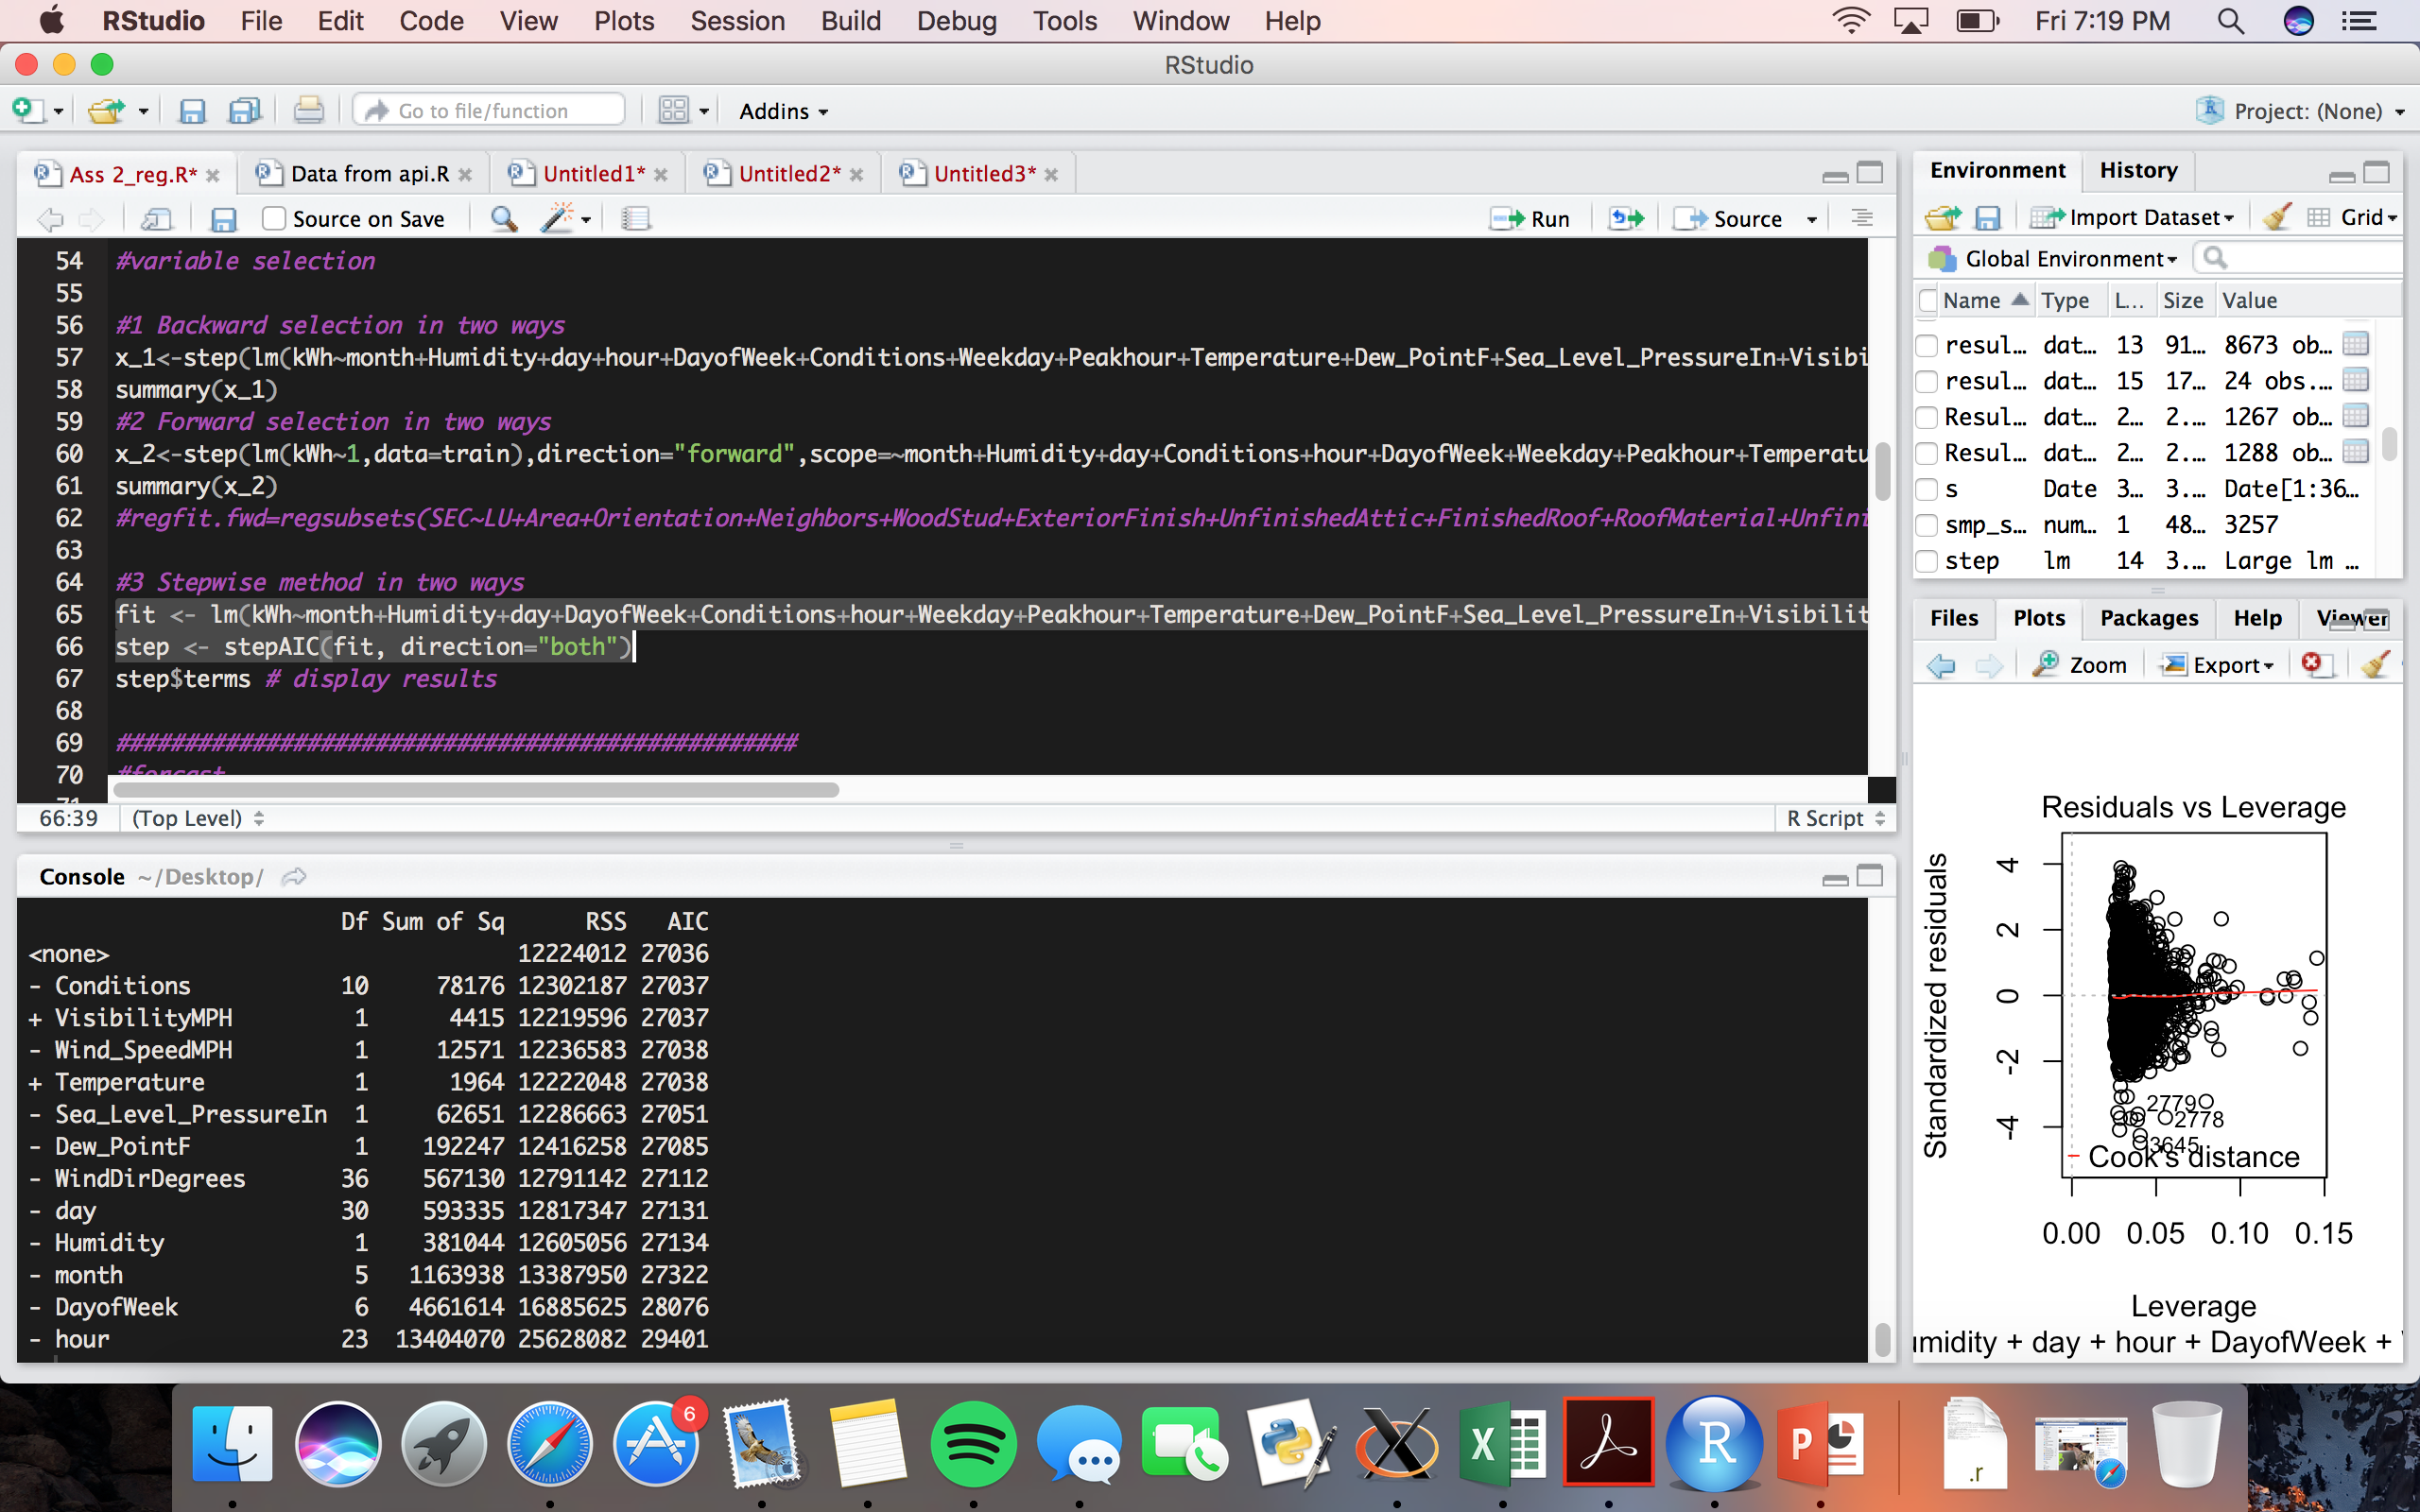 RStudio File Edit Code View Plots Session Build Debug Tools Window Help Fri 7:19 PM
RStudio
Go to file/function Addins Project: (None)
Ass 2_reg.R* Data from api.R Untitled1* Untitled2* Untitled3*
Source on Save Run Source
54 #variable selection
55
56 #1 Backward selection in two ways
57 x_1<-step(lm(kWh~month+Humidity+day+hour+DayofWeek+Conditions+Weekday+Peakhour+Temperature+Dew_PointF+Sea_Level_PressureIn+Visibi
58 summary(x_1)
59 #2 Forward selection in two ways
60 x_2<-step(lm(kWh~1,data=train),direction="forward",scope=~month+Humidity+day+Conditions+hour+DayofWeek+Weekday+Peakhour+Temperatu
61 summary(x_2)
62 #regfit.fwd=regsubsets(SEC~LU+Area+Orientation+Neighbors+WoodStud+ExteriorFinish+UnfinishedAttic+FinishedRoof+RoofMaterial+Unfini
63
64 #3 Stepwise method in two ways
65 fit <- lm(kWh~month+Humidity+day+DayofWeek+Conditions+hour+Weekday+Peakhour+Temperature+Dew_PointF+Sea_Level_PressureIn+Visibilit
66 step <- stepAIC(fit, direction="both")
67 step$terms # display results
68
69 ##################################################
70 #forcast
71
66:39 (Top Level) R Script
Console ~/Desktop/
Df Sum of Sq RSS AIC
<none> 12224012 27036
- Conditions 10 78176 12302187 27037
+ VisibilityMPH 1 4415 12219596 27037
- Wind_SpeedMPH 1 12571 12236583 27038
+ Temperature 1 1964 12222048 27038
- Sea_Level_PressureIn 1 62651 12286663 27051
- Dew_PointF 1 192247 12416258 27085
- WindDirDegrees 36 567130 12791142 27112
- day 30 593335 12817347 27131
- Humidity 1 381044 12605056 27134
- month 5 1163938 13387950 27322
- DayofWeek 6 4661614 16885625 28076
- hour 23 13404070 25628082 29401
Environment History
Import Dataset Grid
Global Environment
Name Type L... Size Value
resul... dat... 13 91... 8673 ob...
resul... dat... 15 17... 24 obs....
Resul... dat... 2... 2.... 1267 ob...
Resul... dat... 2... 2.... 1288 ob...
s Date 3... 3.... Date[1:36...
smp_s... num... 1 48... 3257
step lm 14 3.... Large lm ...
Files Plots Packages Help Viewer
Zoom Export
Residuals vs Leverage
Standardized residuals
4
2
0
-2
-4
2779
2778
3645
Cook's distance
0.00 0.05 0.10 0.15
Leverage
umidity + day + hour + DayofWeek +
6
X
R
P
.r